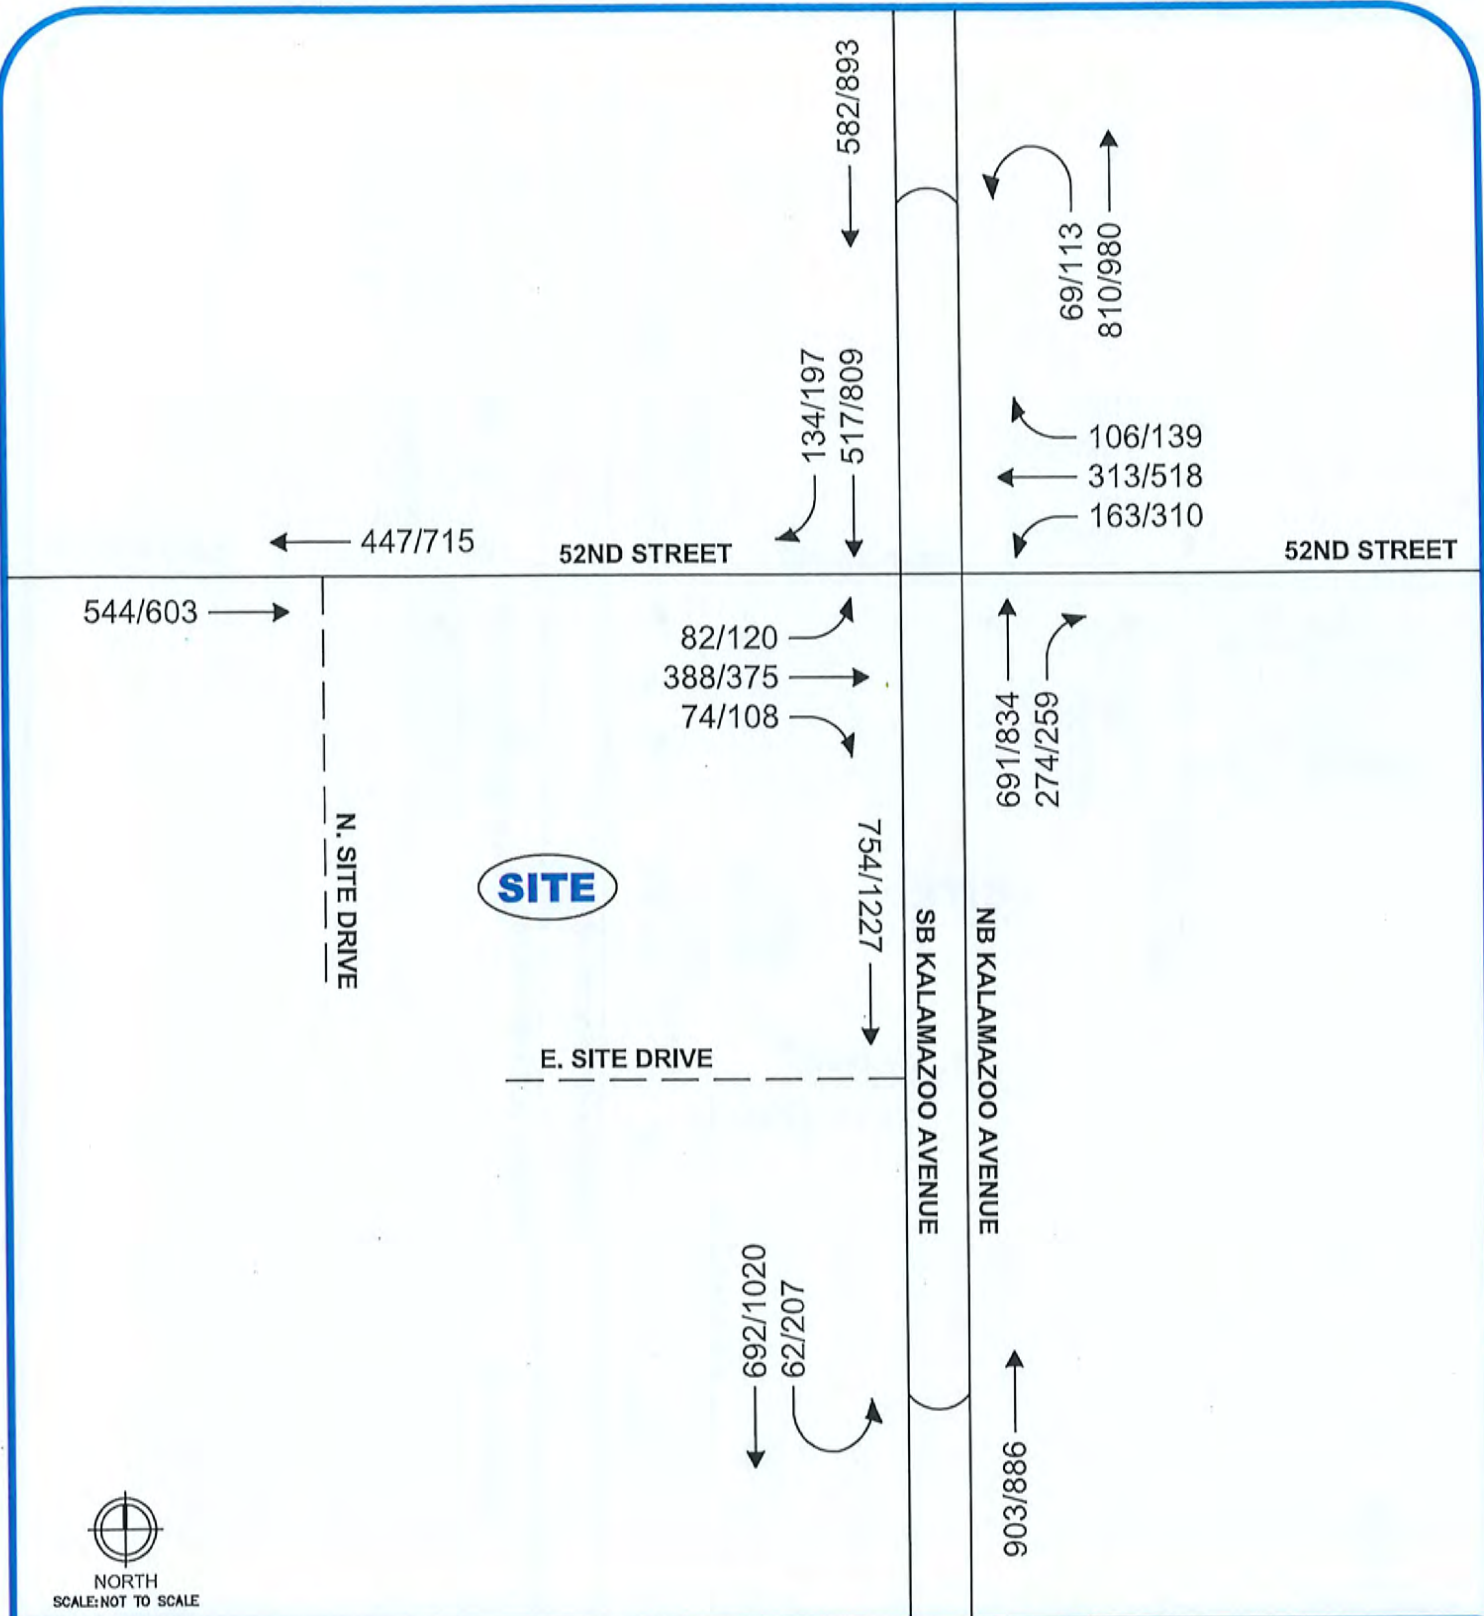 582/893
69/113
810/980
134/197
517/809
106/139
313/518
163/310
447/715
52ND STREET
52ND STREET
544/603
82/120
388/375
74/108
691/834
274/259
754/1227
N. SITE DRIVE
SITE
SB KALAMAZOO AVENUE
NB KALAMAZOO AVENUE
E. SITE DRIVE
692/1020
62/207
903/886
NORTH
SCALE:NOT TO SCALE